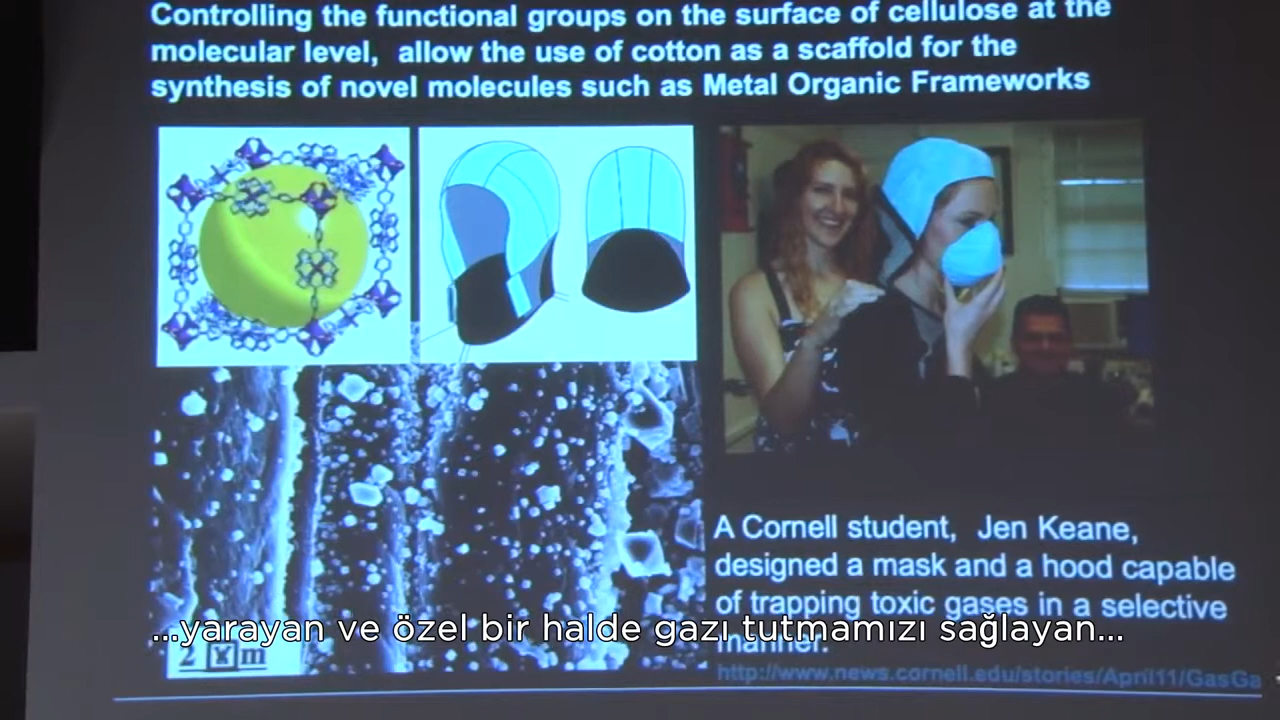 Controlling the functional groups on the surface of cellulose at the
molecular level, allow the use of cotton as a scaffold for the
synthesis of novel molecules such as Metal Organic Frameworks
A Cornell student, Jen Keane,
designed a mask and a hood capable
of trapping toxic gases in a selective
manner.
...yarayan ve özel bir halde gazı tutmamızı sağlayan...
2 m
http://www.news.cornell.edu/stories/April11/GasGa